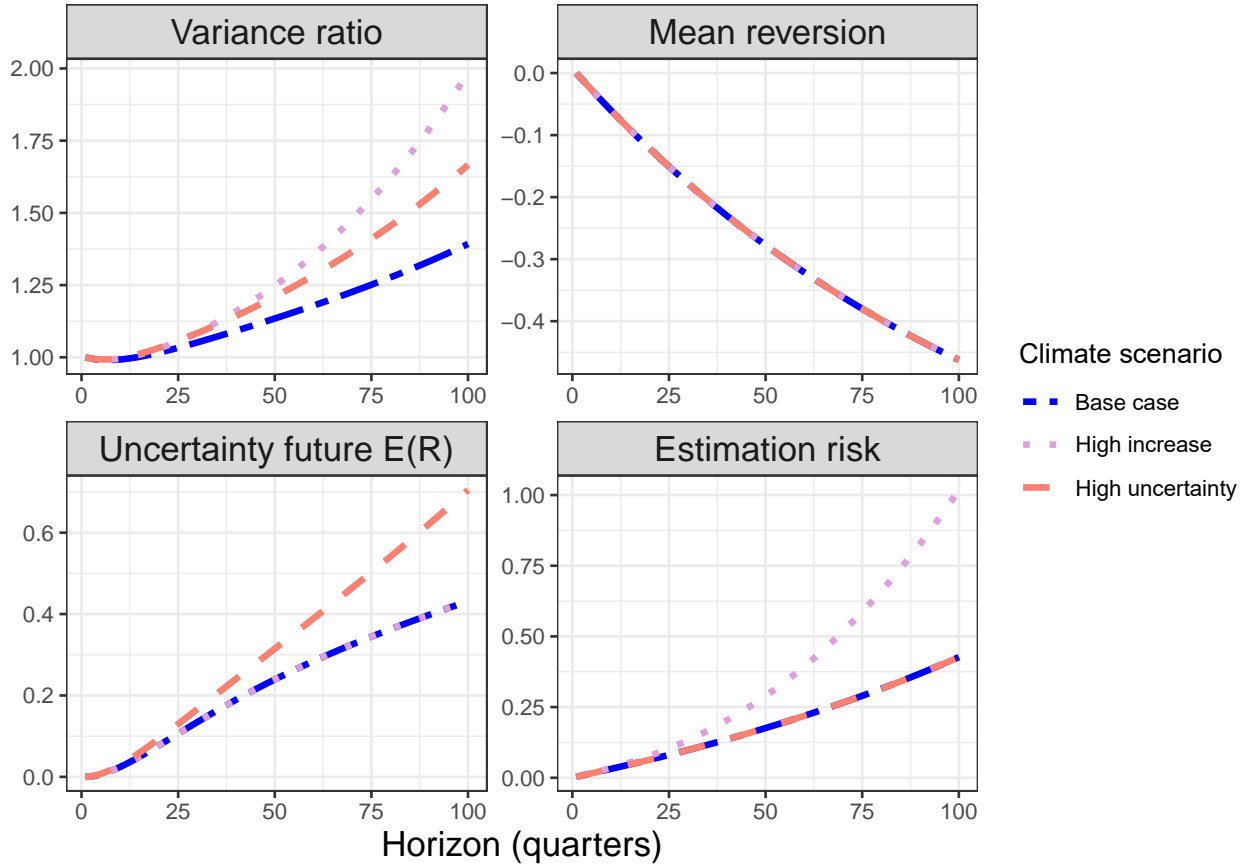 Variance ratio
2.00
1.75
1.50
1.25
1.00
0 25 50 75 100
Mean reversion
0.0
−0.1
−0.2
−0.3
−0.4
0 25 50 75 100
Uncertainty future E(R)
0.6
0.4
0.2
0.0
0 25 50 75 100
Estimation risk
1.00
0.75
0.50
0.25
0.00
0 25 50 75 100
Horizon (quarters)
Climate scenario
Base case
High increase
High uncertainty